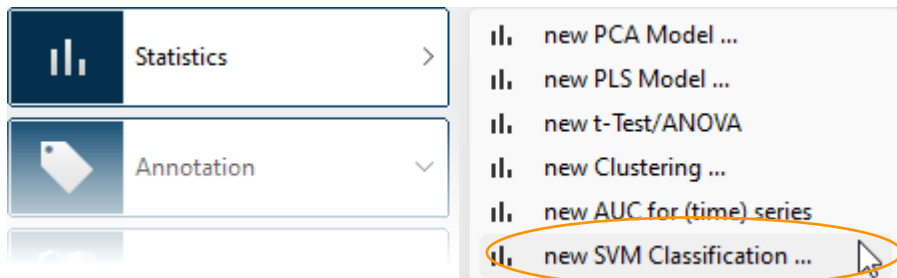 Statistics
Annotation
new PCA Model ...
new PLS Model ...
new t-Test/ANOVA
new Clustering ...
new AUC for (time) series
new SVM Classification ...